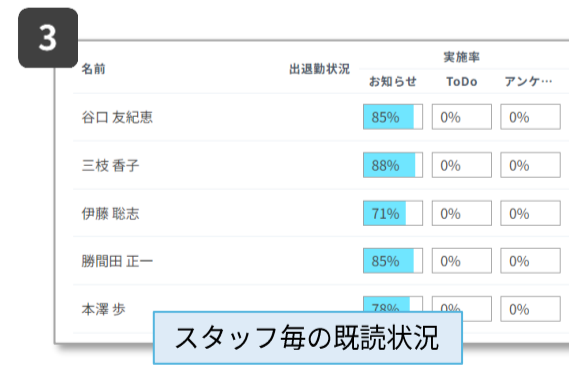 3
実施率
名前 出退勤状況 お知らせ ToDo アンケ…
谷口 友紀恵 85% 0% 0%
三枝 香子 88% 0% 0%
伊藤 聡志 71% 0% 0%
勝間田 正一 85% 0% 0%
本澤 歩 78% 0% 0%
スタッフ毎の既読状況